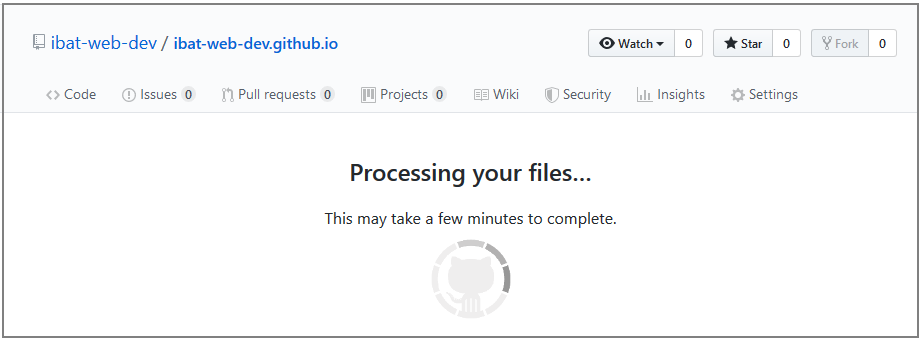 ibat-web-dev / ibat-web-dev.github.io Watch 0 Star 0 Fork 0
Code Issues 0 Pull requests 0 Projects 0 Wiki Security Insights Settings
Processing your files...
This may take a few minutes to complete.